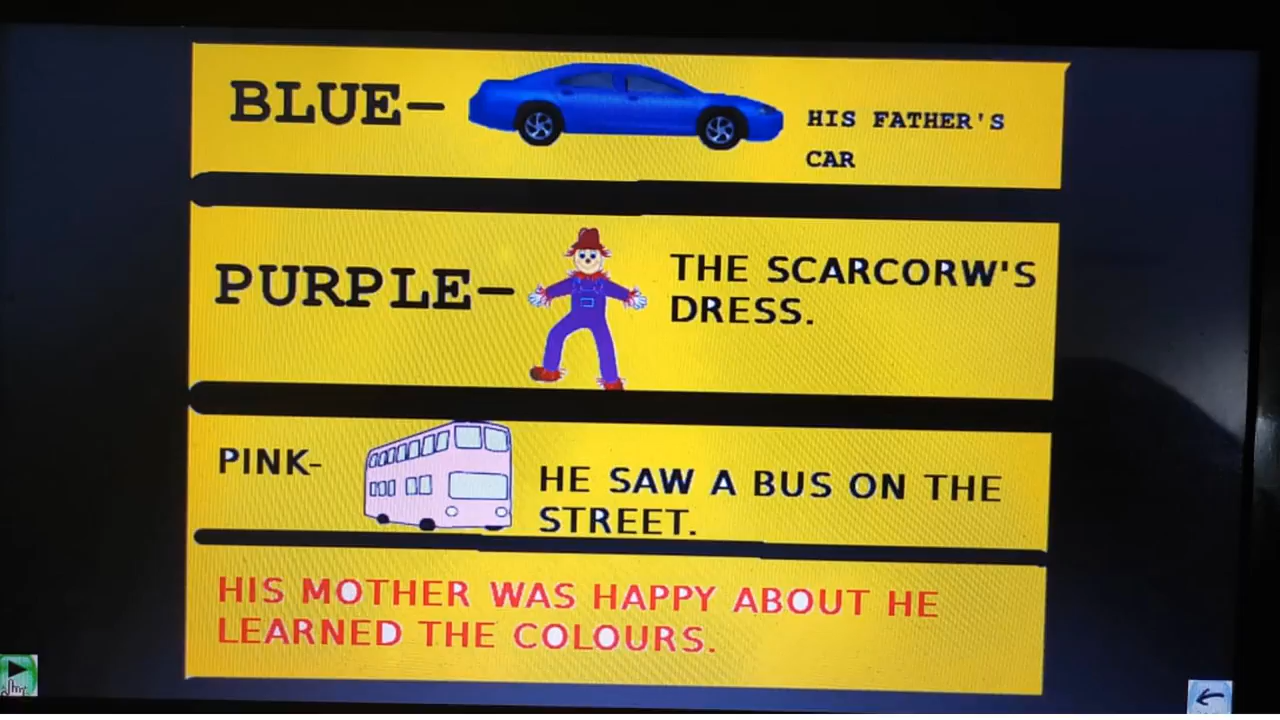 BLUE-
HIS FATHER'S
CAR
PURPLE-
THE SCARCORW'S
DRESS.
PINK-
HE SAW A BUS ON THE
STREET.
HIS MOTHER WAS HAPPY ABOUT HE
LEARNED THE COLOURS.